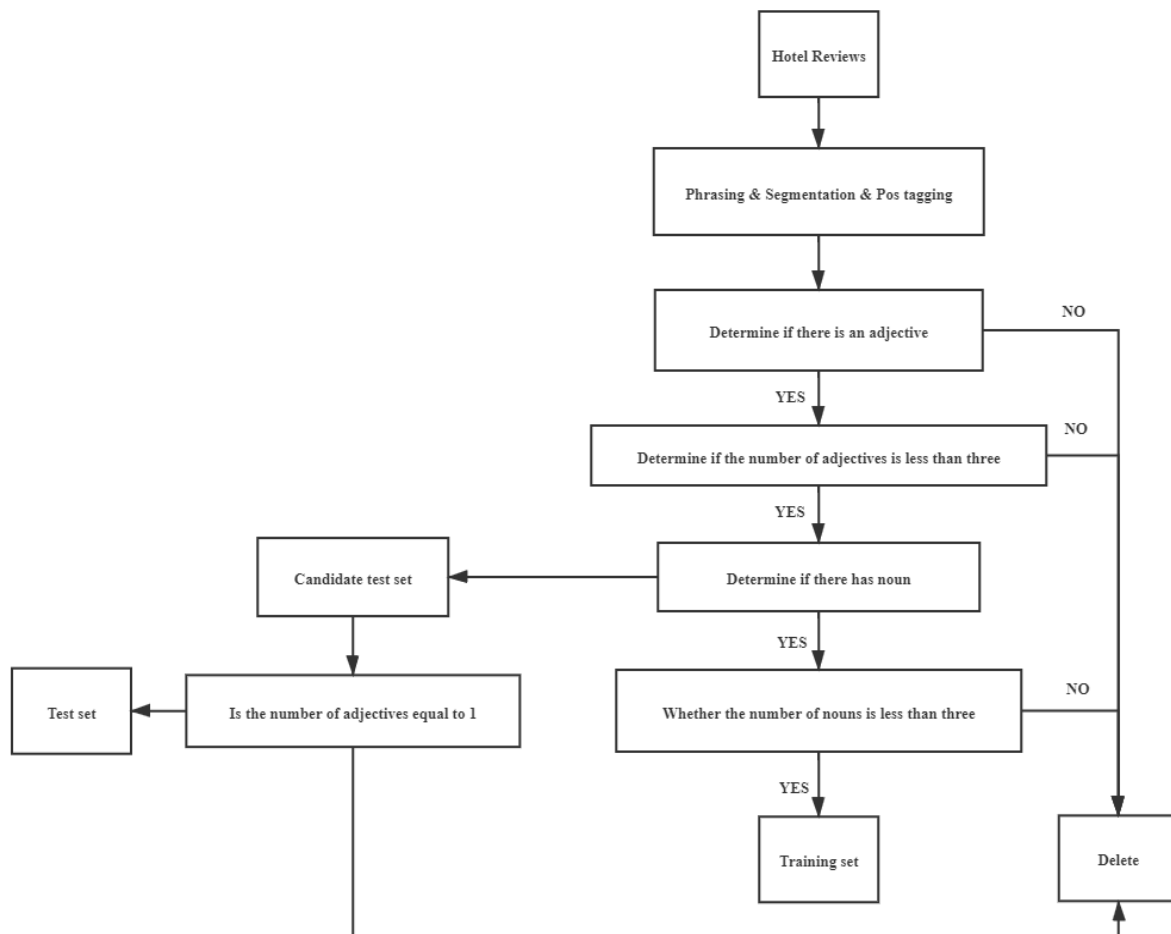 Hotel Reviews
Phrasing & Segmentation & Pos tagging
NO
Determine if there is an adjective
YES
NO
Determine if the number of adjectives is less than three
YES
Candidate test set
Determine if there has noun
YES
NO
Test set
Is the number of adjectives equal to 1
Whether the number of nouns is less than three
YES
Training set
Delete